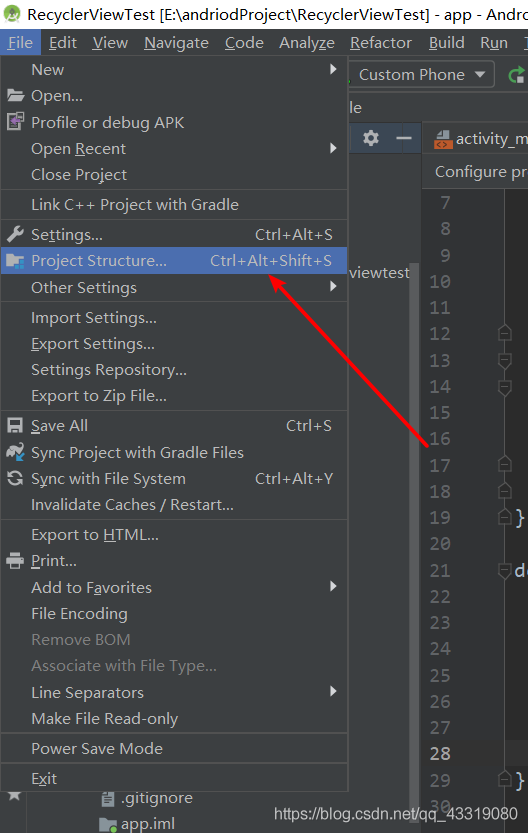 RecyclerViewTest [E:\andriodProject\RecyclerViewTest] - app - Andro
File Edit View Navigate Code Analyze Refactor Build Run
New
Custom Phone
Open...
Profile or debug APK
le
Open Recent
activity_m
Close Project
Configure pr
Link C++ Project with Gradle
7
Settings... Ctrl+Alt+S
8
Project Structure... Ctrl+Alt+Shift+S
9
viewtest
Other Settings
10
Import Settings...
11
Export Settings...
12
Settings Repository...
13
Export to Zip File...
14
Save All Ctrl+S
15
Sync Project with Gradle Files
16
Sync with File System Ctrl+Alt+Y
17
Invalidate Caches / Restart...
18
Export to HTML...
19 }
Print...
20
Add to Favorites
21 de
File Encoding
22
Remove BOM
23
Associate with File Type...
24
Line Separators
25
Make File Read-only
26
Power Save Mode
27
28
Exit
29 }
.gitignore
30
https://blog.csdn.net/qq_43319080
app.iml